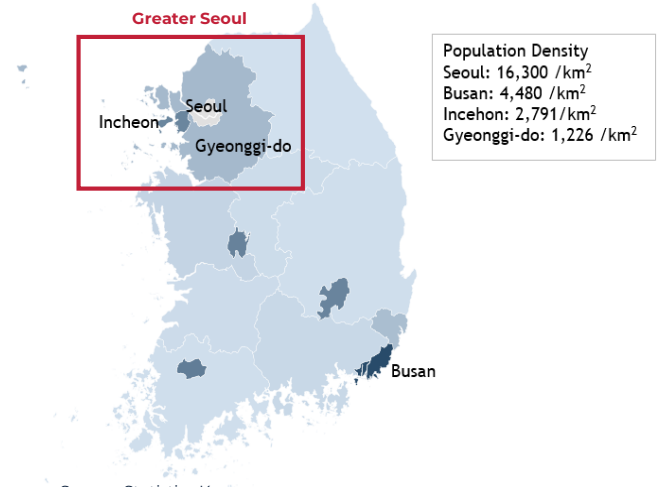 Greater Seoul
Population Density
Seoul: 16,300 /km²
Busan: 4,480 /km²
Incehon: 2,791/km²
Gyeonggi-do: 1,226 /km²
Seoul
Incheon
Gyeonggi-do
Busan